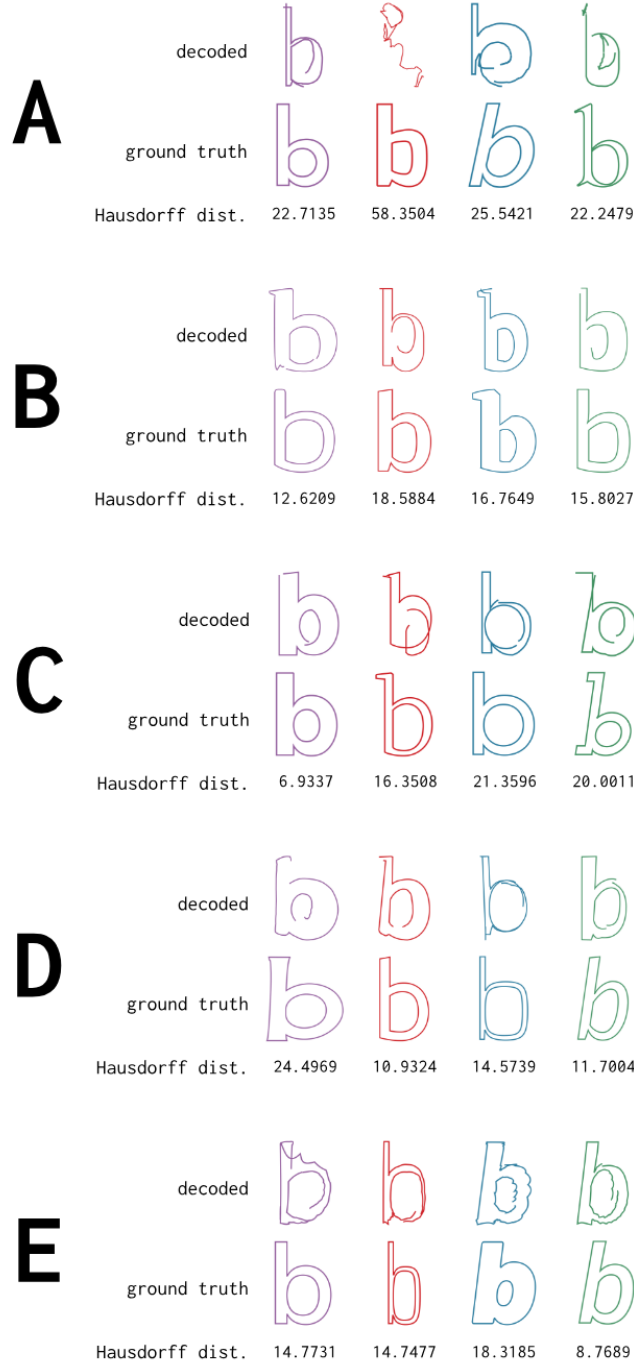 A
decoded b b b
ground truth b b b b
Hausdorff dist. 22.7135 58.3504 25.5421 22.2479
B
decoded b b b b
ground truth b b b b
Hausdorff dist. 12.6209 18.5884 16.7649 15.8027
C
decoded b b b b
ground truth b b b b
Hausdorff dist. 6.9337 16.3508 21.3596 20.0011
D
decoded b b b b
ground truth b b b b
Hausdorff dist. 24.4969 10.9324 14.5739 11.7004
E
decoded b b b b
ground truth b b b b
Hausdorff dist. 14.7731 14.7477 18.3185 8.7689